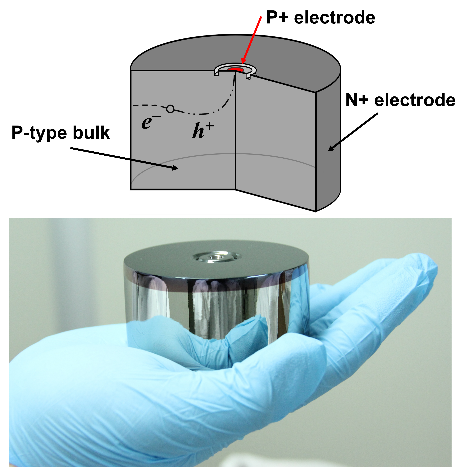 P+ electrode
N+ electrode
P-type bulk
e⁻
h⁺